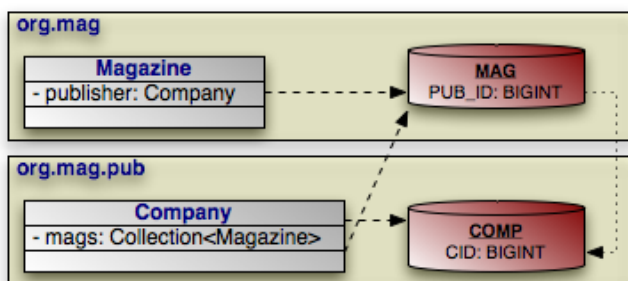 org.mag
Magazine
- publisher: Company
MAG
PUB_ID: BIGINT
org.mag.pub
Company
- mags: Collection<Magazine>
COMP
CID: BIGINT